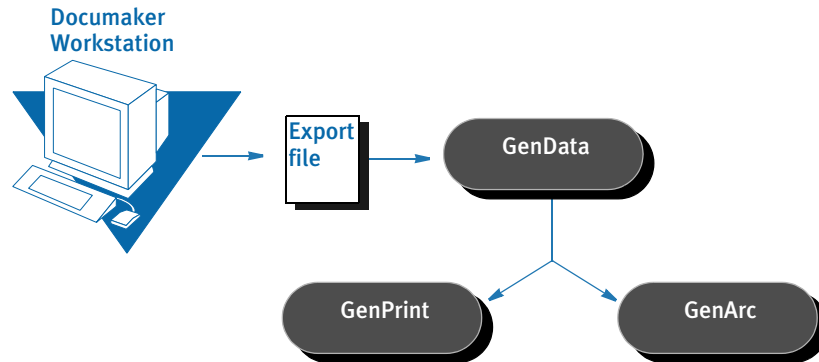 Documaker
Workstation
Export
file
GenData
GenPrint
GenArc